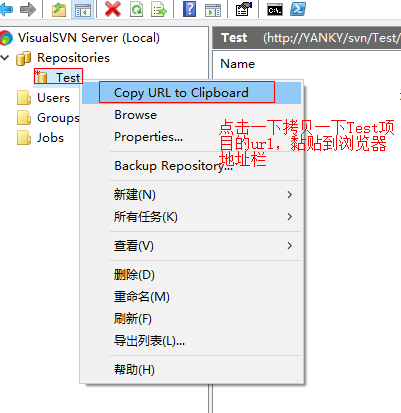 VisualSVN Server (Local)
Repositories
Test
Users
Groups
Jobs
Test (http://YANKY/svn/Test/
Name
Copy URL to Clipboard
Browse
Properties...
Backup Repository...
新建(N)
所有任务(K)
查看(V)
删除(D)
重命名(M)
刷新(F)
导出列表(L)...
帮助(H)
点击一下拷贝一下Test项
目的url，黏贴到浏览器
地址栏